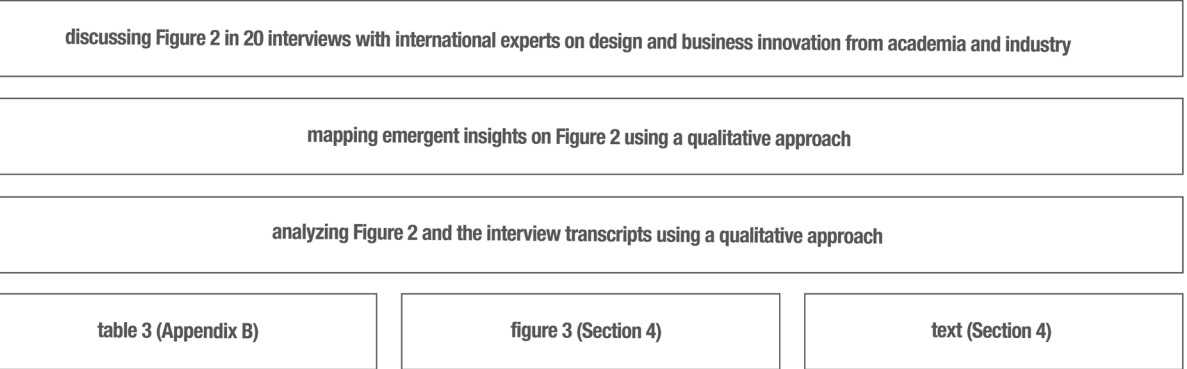 discussing Figure 2 in 20 interviews with international experts on design and business innovation from academia and industry
mapping emergent insights on Figure 2 using a qualitative approach
analyzing Figure 2 and the interview transcripts using a qualitative approach
table 3 (Appendix B)
figure 3 (Section 4)
text (Section 4)